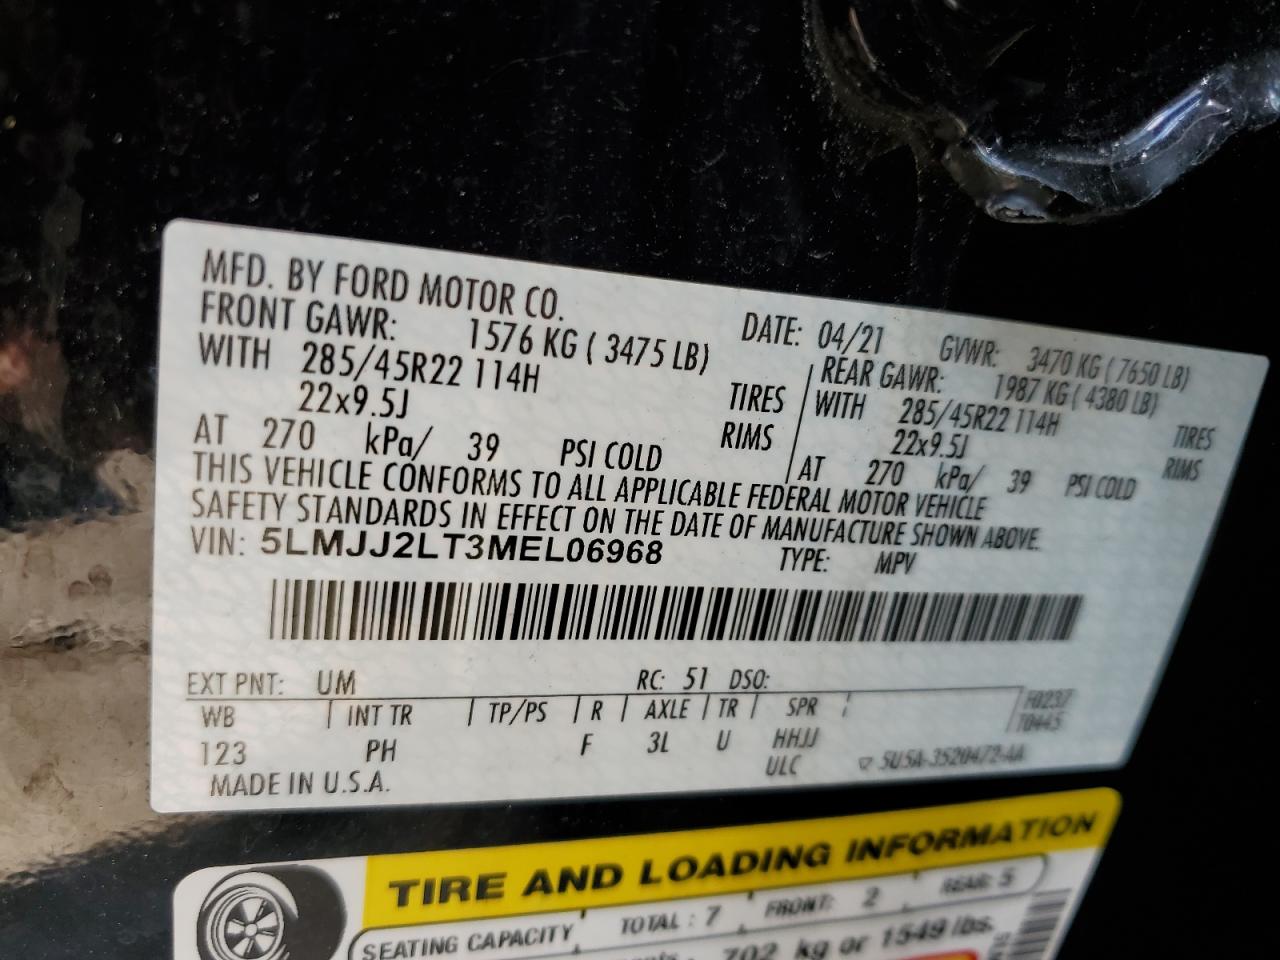 MFD. BY FORD MOTOR CO.
DATE: 04/21 GVWR: 3470 KG ( 7650 LB)
FRONT GAWR: 1576 KG ( 3475 LB)
WITH 285/45R22 114H TIRES
22x9.5J RIMS
AT 270 kPa/ 39 PSI COLD
REAR GAWR: 1987 KG ( 4380 LB)
WITH 285/45R22 114H TIRES
22x9.5J RIMS
AT 270 kPa/ 39 PSI COLD
THIS VEHICLE CONFORMS TO ALL APPLICABLE FEDERAL MOTOR VEHICLE
SAFETY STANDARDS IN EFFECT ON THE DATE OF MANUFACTURE SHOWN ABOVE.
VIN: 5LMJJ2LT3MEL06968 TYPE: MPV
EXT PNT: UM RC: 51 DSO:
WB | INT TR | TP/PS | R | AXLE | TR | SPR
123 PH F 3L U HHJJ
ULC
F0237
T0445
5U5A-3520472-AA
MADE IN U.S.A.
TIRE AND LOADING INFORMATION
SEATING CAPACITY TOTAL : 7 FRONT: 2 REAR: 5
702 kg or 1549 lbs.